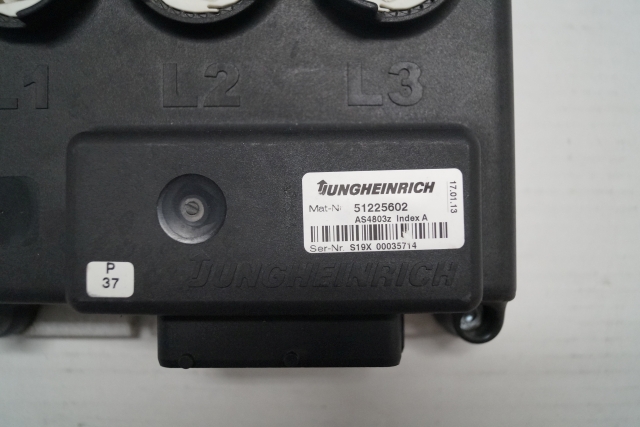 L1 L2 L3
JUNGHEINRICH
17.01.13
Mat-Nr. 51225602
AS4803z Index A
Ser-Nr. S19X 00035714
JUNGHEINRICH
P
37